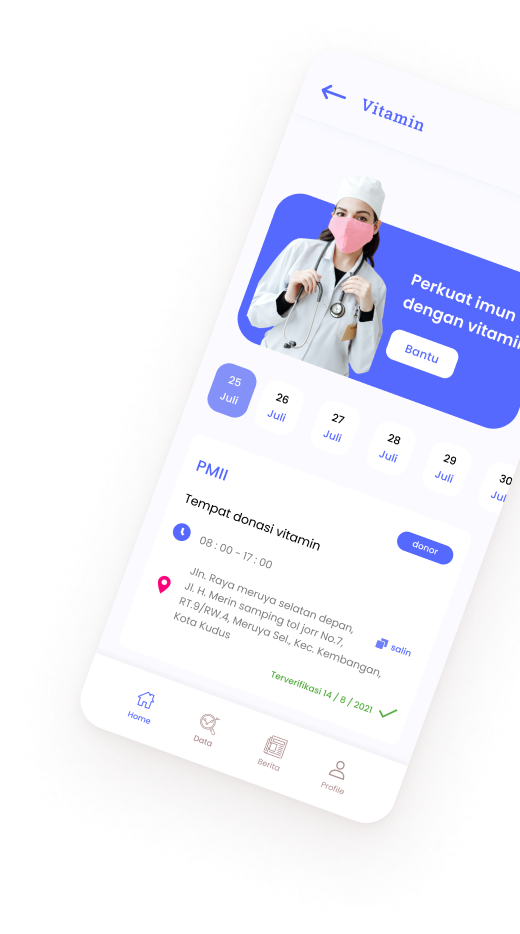 Vitamin
Perkuat imun
dengan vitamin
Bantu
25
Juli
26
Juli
27
Juli
28
Juli
29
Juli
30
Juli
PMII
Tempat donasi vitamin
donor
08 : 00 - 17 : 00
Jln. Raya meruya selatan depan,
Jl. H. Merin samping tol jorr No.7,
RT.9/RW.4, Meruya Sel., Kec. Kembangan,
Kota Kudus
salin
Terverifikasi 14 / 8 / 2021
Home
Data
Berita
Profile